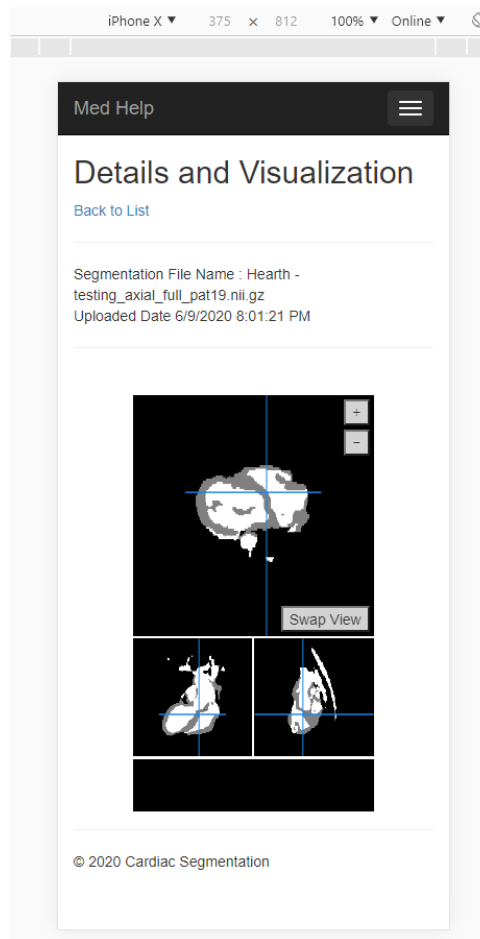 iPhone X ▼ 375 × 812 100% ▼ Online ▼
Med Help
Details and Visualization
Back to List
Segmentation File Name : Hearth -
testing_axial_full_pat19.nii.gz
Uploaded Date 6/9/2020 8:01:21 PM
+
−
Swap View
© 2020 Cardiac Segmentation